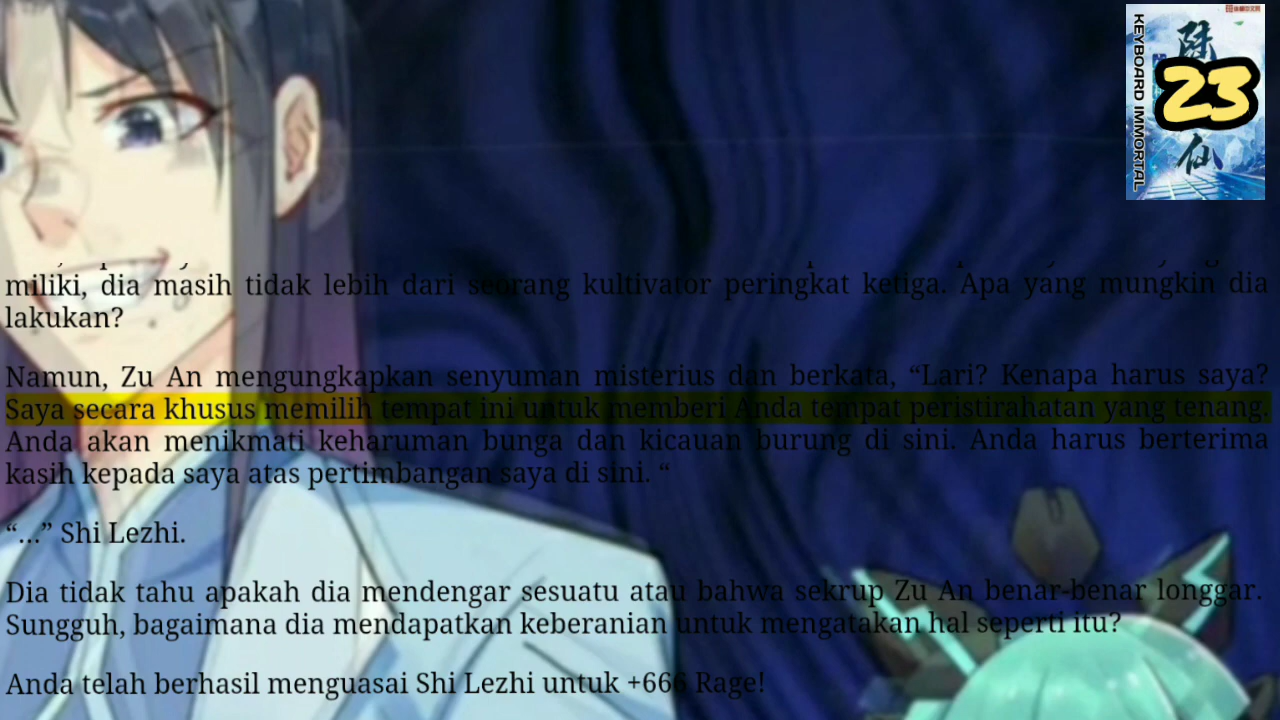 KEYBOARD IMMORTAL
陆
23
仙
miliki, dia masih tidak lebih dari seorang kultivator peringkat ketiga. Apa yang mungkin dia
lakukan?
Namun, Zu An mengungkapkan senyuman misterius dan berkata, “Lari? Kenapa harus saya?
Saya secara khusus memilih tempat ini untuk memberi Anda tempat peristirahatan yang tenang.
Anda akan menikmati keharuman bunga dan kicauan burung di sini. Anda harus berterima
kasih kepada saya atas pertimbangan saya di sini. “
“…” Shi Lezhi.
Dia tidak tahu apakah dia mendengar sesuatu atau bahwa sekrup Zu An benar-benar longgar.
Sungguh, bagaimana dia mendapatkan keberanian untuk mengatakan hal seperti itu?
Anda telah berhasil menguasai Shi Lezhi untuk +666 Rage!